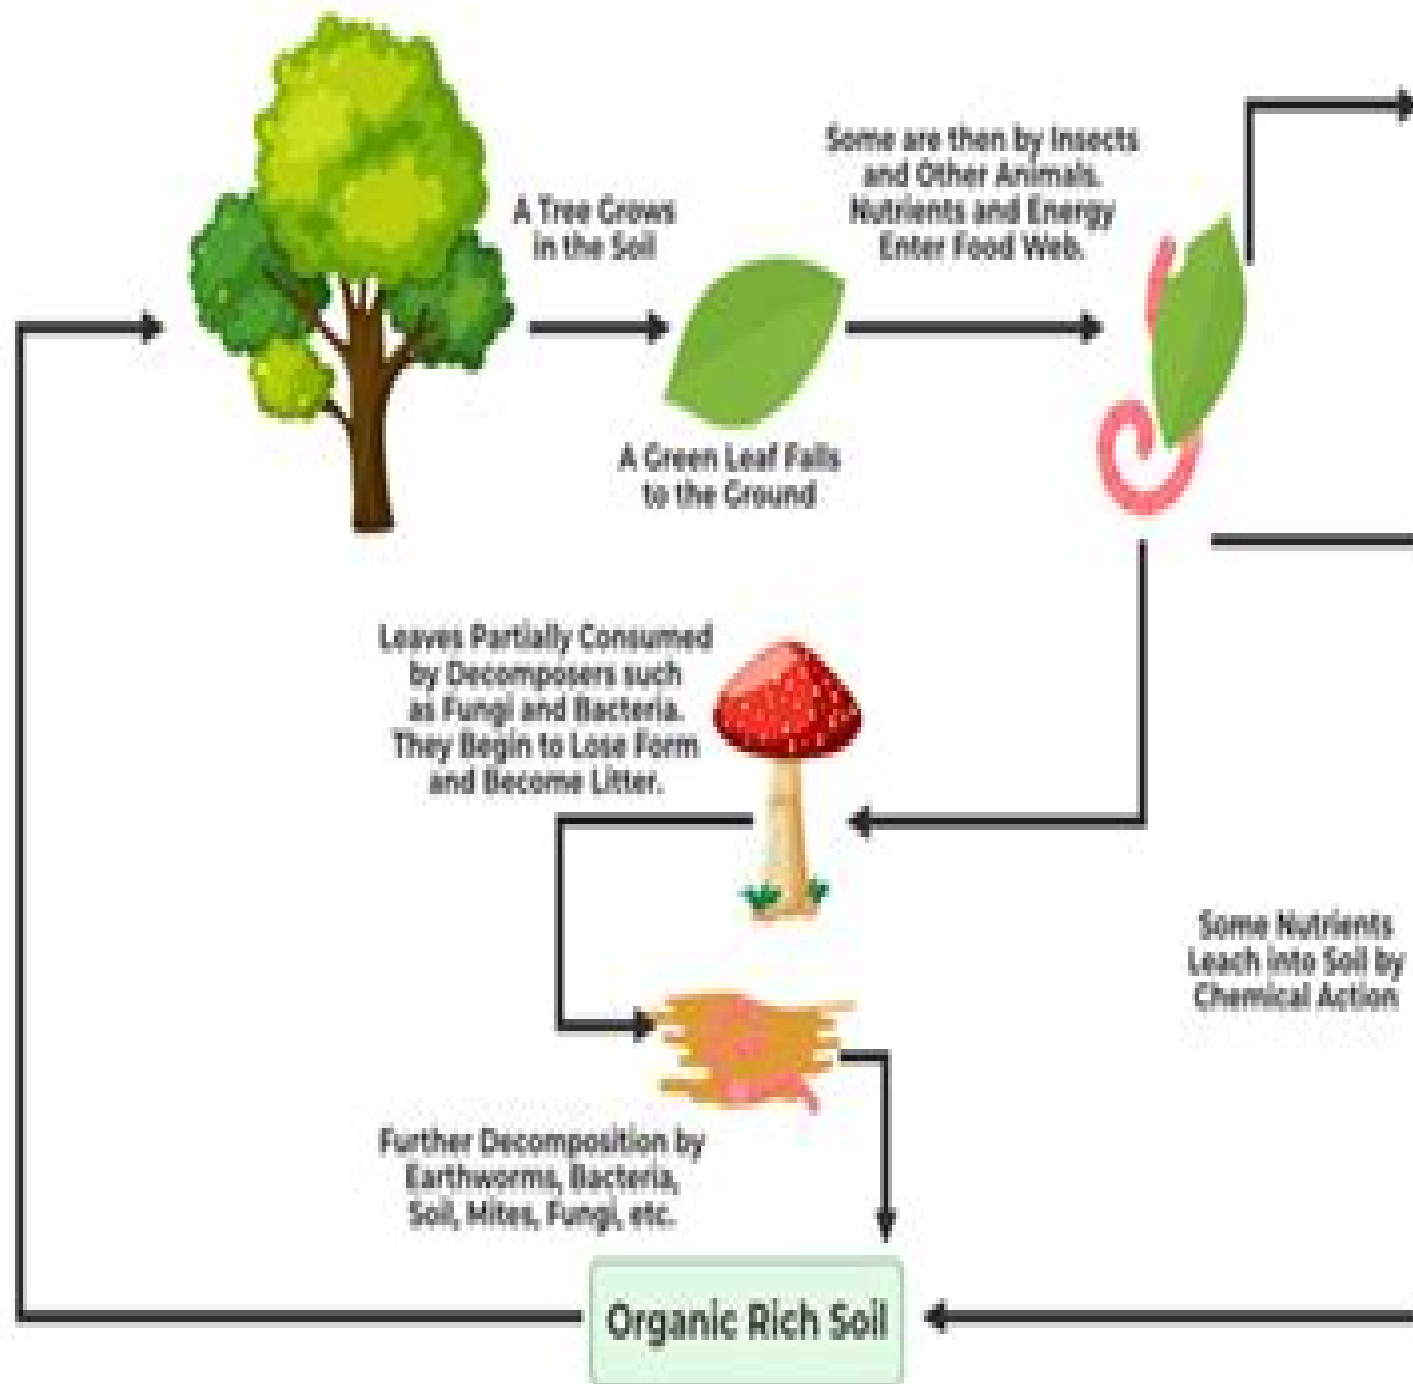 A Tree Grows
in the Soil
Some are then by Insects
and Other Animals.
Nutrients and Energy
Enter Food Web.
A Green Leaf Falls
to the Ground
Leaves Partially Consumed
by Decomposers such
as Fungi and Bacteria.
They Begin to Lose Form
and Become Litter.
Some Nutrients
Leach into Soil by
Chemical Action
Further Decomposition by
Earthworms, Bacteria,
Soil, Mites, Fungi, etc.
Organic Rich Soil